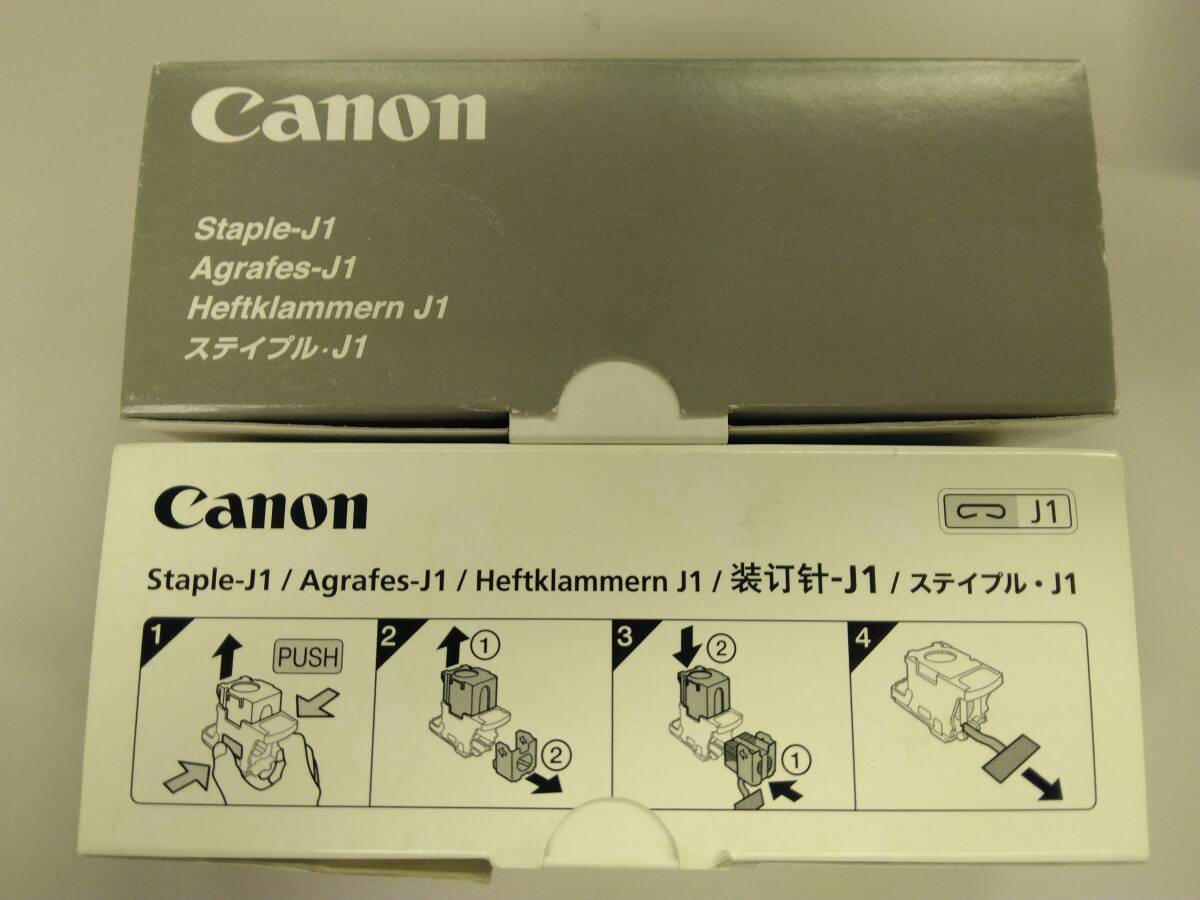 Canon
Staple-J1
Agrafes-J1
Heftklammern J1
ステイプル・J1
Canon
J1
Staple-J1 / Agrafes-J1 / Heftklammern J1 / 装订针-J1 / ステイプル・J1
1
PUSH
2
①
②
3
②
①
4